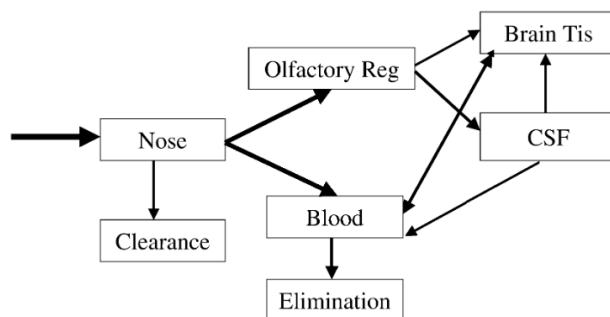 Brain Tis
Olfactory Reg
Nose
CSF
Clearance
Blood
Elimination